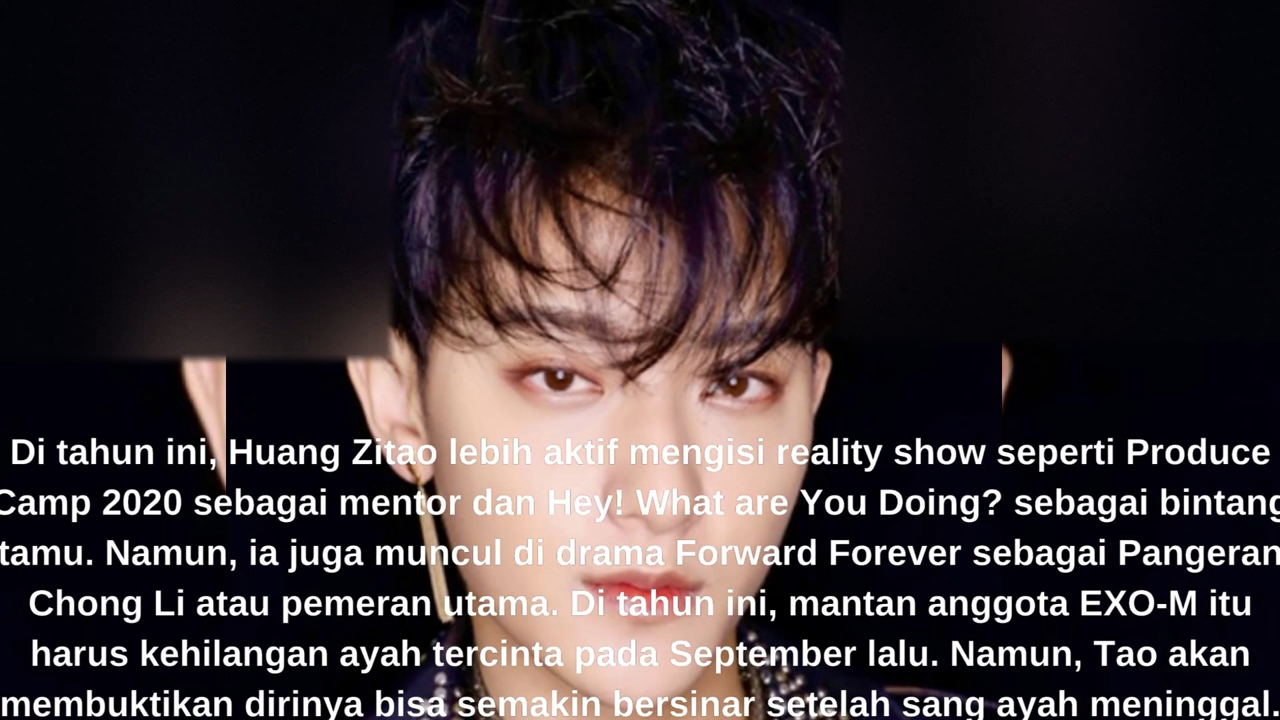 Di tahun ini, Huang Zitao lebih aktif mengisi reality show seperti Produce
Camp 2020 sebagai mentor dan Hey! What are You Doing? sebagai bintang
tamu. Namun, ia juga muncul di drama Forward Forever sebagai Pangeran
Chong Li atau pemeran utama. Di tahun ini, mantan anggota EXO-M itu
harus kehilangan ayah tercinta pada September lalu. Namun, Tao akan
membuktikan dirinya bisa semakin bersinar setelah sang ayah meninggal.